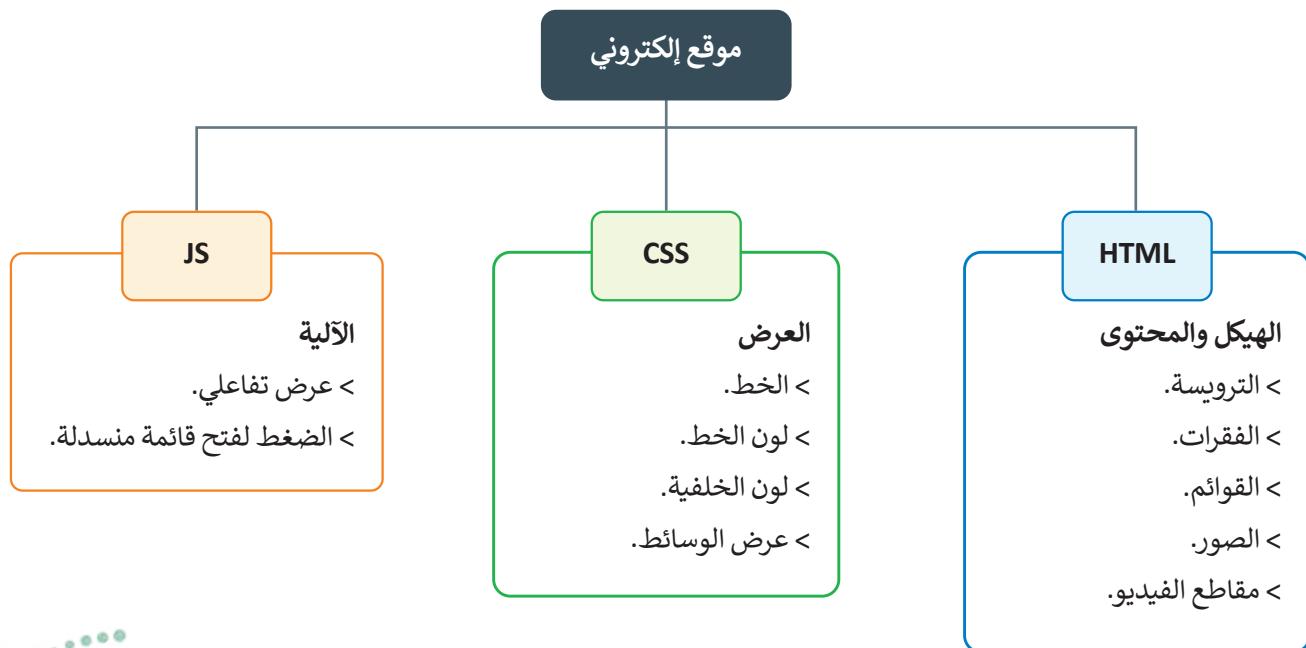 موقع إلكتروني
HTML
الهيكل والمحتوى
> الترويسة.
> الفقرات.
> القوائم.
> الصور.
> مقاطع الفيديو.
CSS
العرض
> الخط.
> لون الخط.
> لون الخلفية.
> عرض الوسائط.
JS
الآلية
> عرض تفاعلي.
> الضغط لفتح قائمة منسدلة.